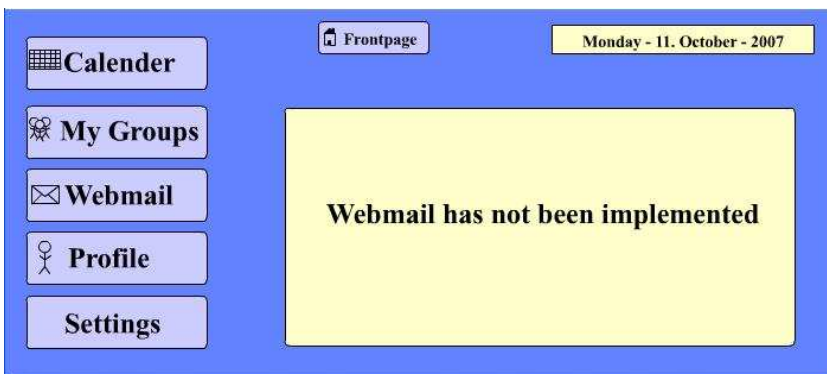 Frontpage
Monday - 11. October - 2007
Calender
My Groups
Webmail
Profile
Settings
Webmail has not been implemented